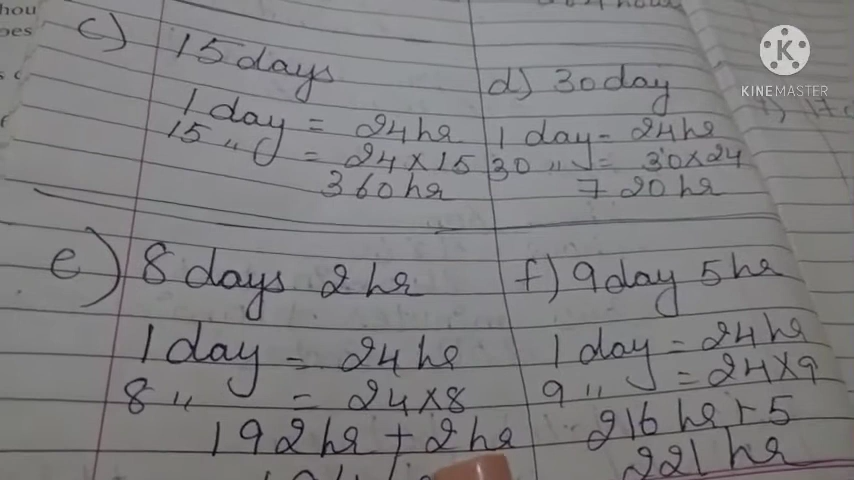 c) 15 days
1 day = 24 hr
15 " = 24 × 15
360 hr
d) 30 day
1 day = 24 hr
30 " = 30 × 24
720 hr
e) 8 days 2 hr
1 day = 24 hr
8 " = 24 × 8
192 hr + 2 hr
f) 9 day 5 hr
1 day = 24 hr
9 " = 24 × 9
216 hr + 5
221 hr
KINEMASTER